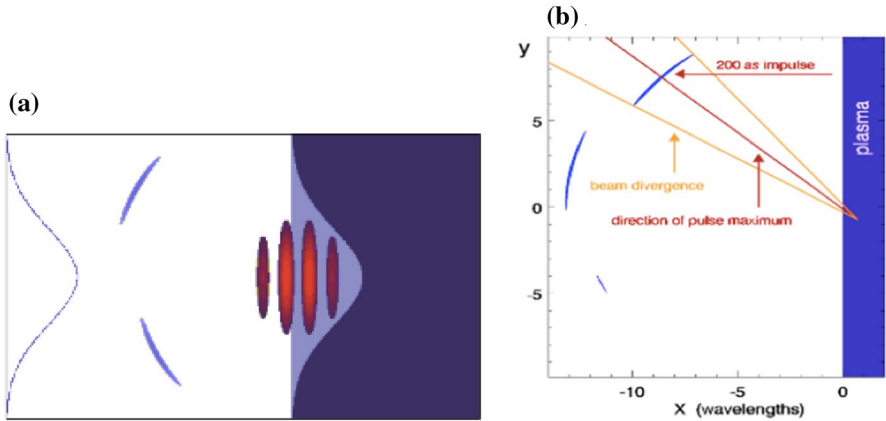 (a)
(b)
y
200 as impulse
plasma
5
beam divergence
0
direction of pulse maximum
-5
-10
-5
0
X (wavelengths)